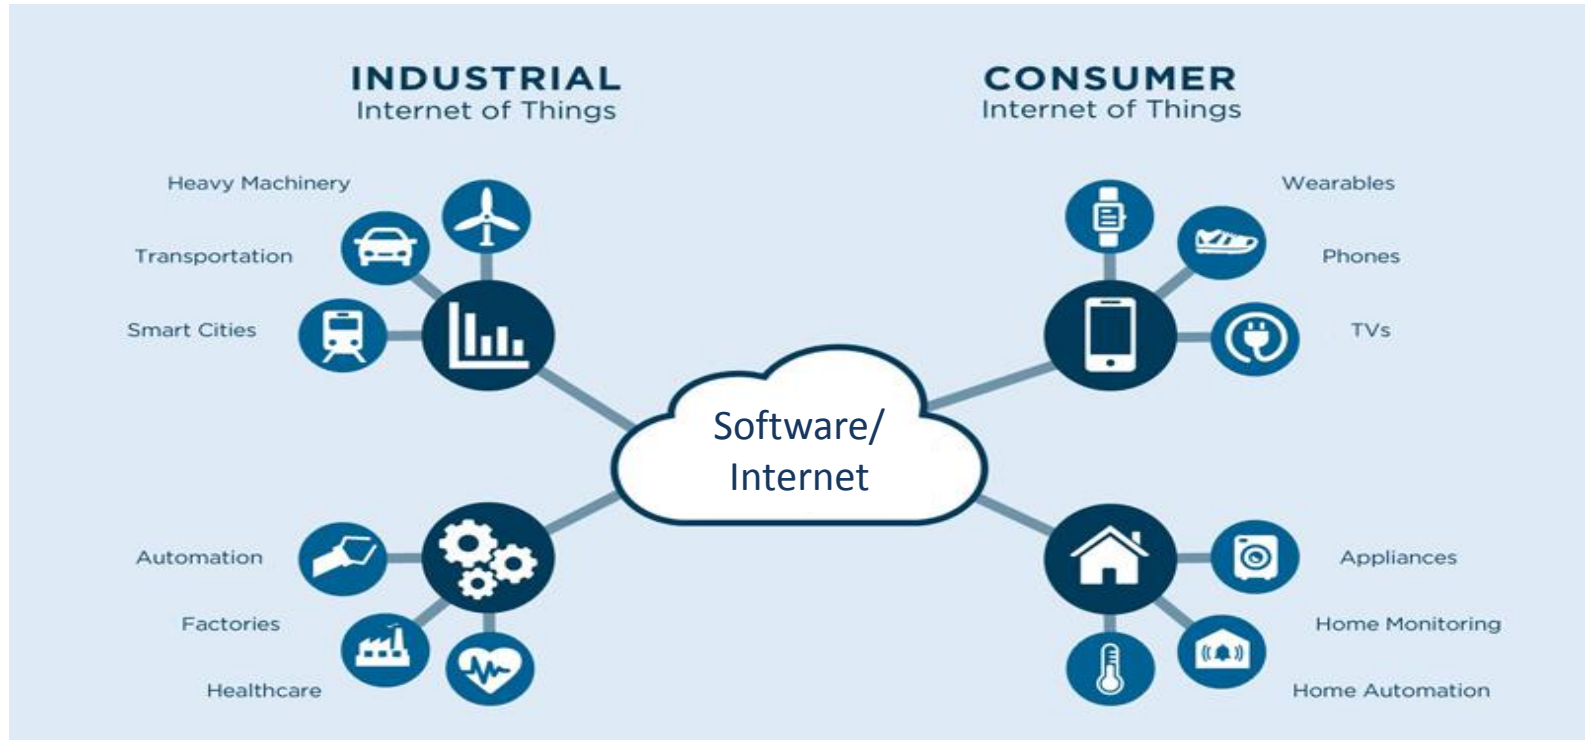 INDUSTRIAL
Internet of Things
Heavy Machinery
Transportation
Smart Cities
Automation
Factories
Healthcare
Software/
Internet
CONSUMER
Internet of Things
Wearables
Phones
TVs
Appliances
Home Monitoring
Home Automation